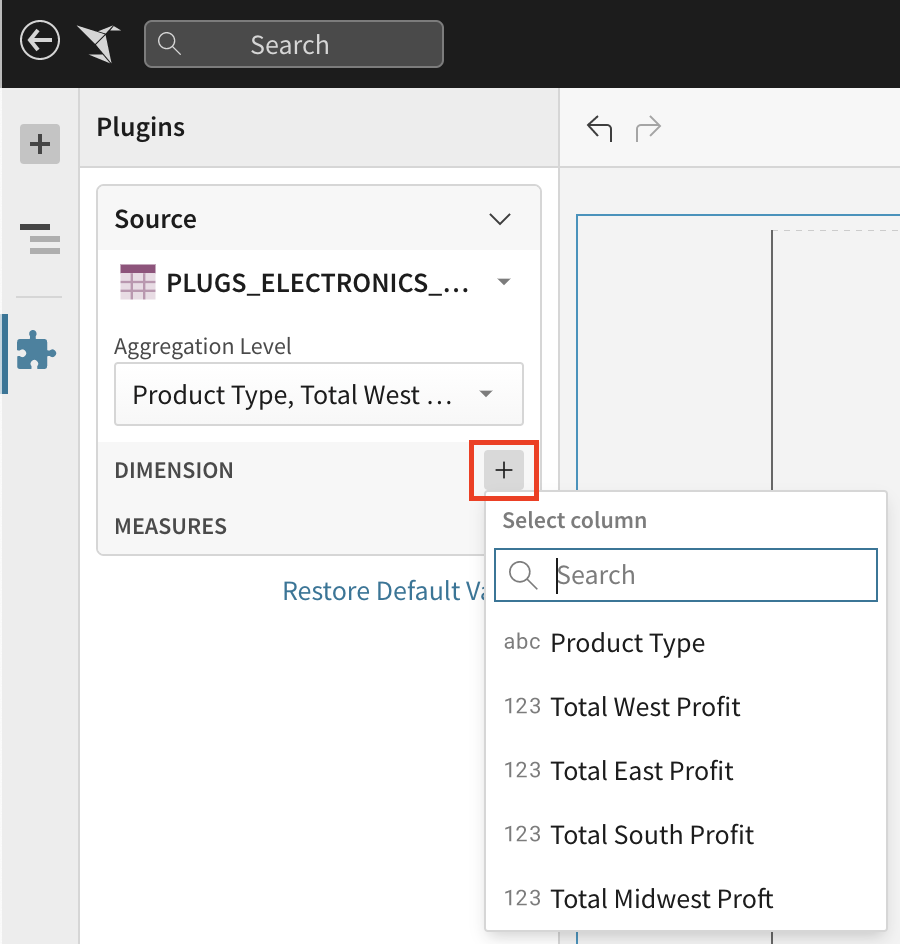 Search
Plugins
Source
PLUGS_ELECTRONICS_...
Aggregation Level
Product Type, Total West ...
DIMENSION
MEASURES
Restore Default Va
Select column
Search
abc Product Type
123 Total West Profit
123 Total East Profit
123 Total South Profit
123 Total Midwest Proft